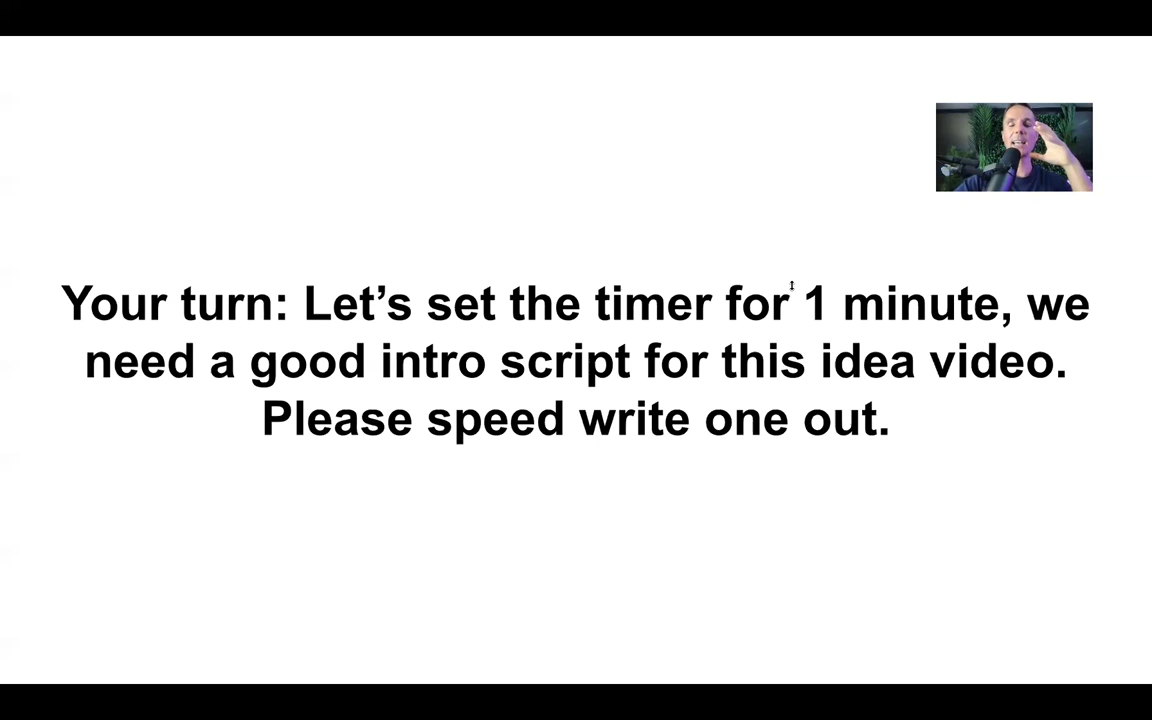 Your turn: Let’s set the timer for 1 minute, we
need a good intro script for this idea video.
Please speed write one out.